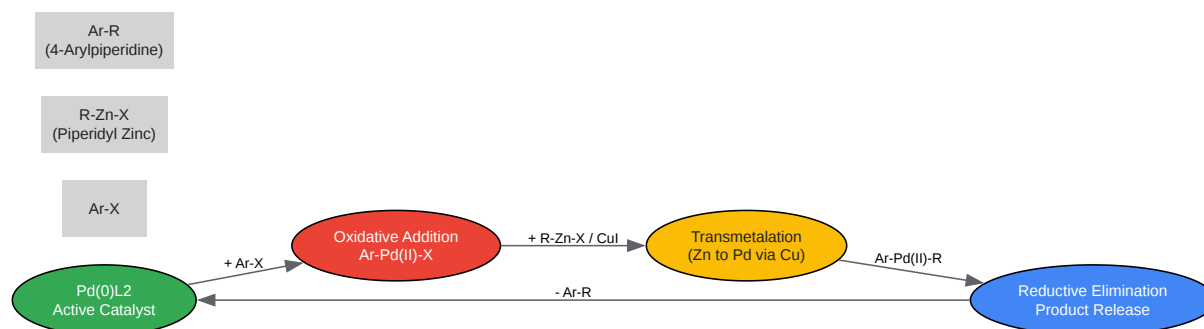 Ar-R
(4-Arylpiperidine)
R-Zn-X
(Piperidyl Zinc)
Ar-X
Pd(0)L2
Active Catalyst
+ Ar-X
Oxidative Addition
Ar-Pd(II)-X
+ R-Zn-X / CuI
Transmetalation
(Zn to Pd via Cu)
Ar-Pd(II)-R
Reductive Elimination
Product Release
- Ar-R